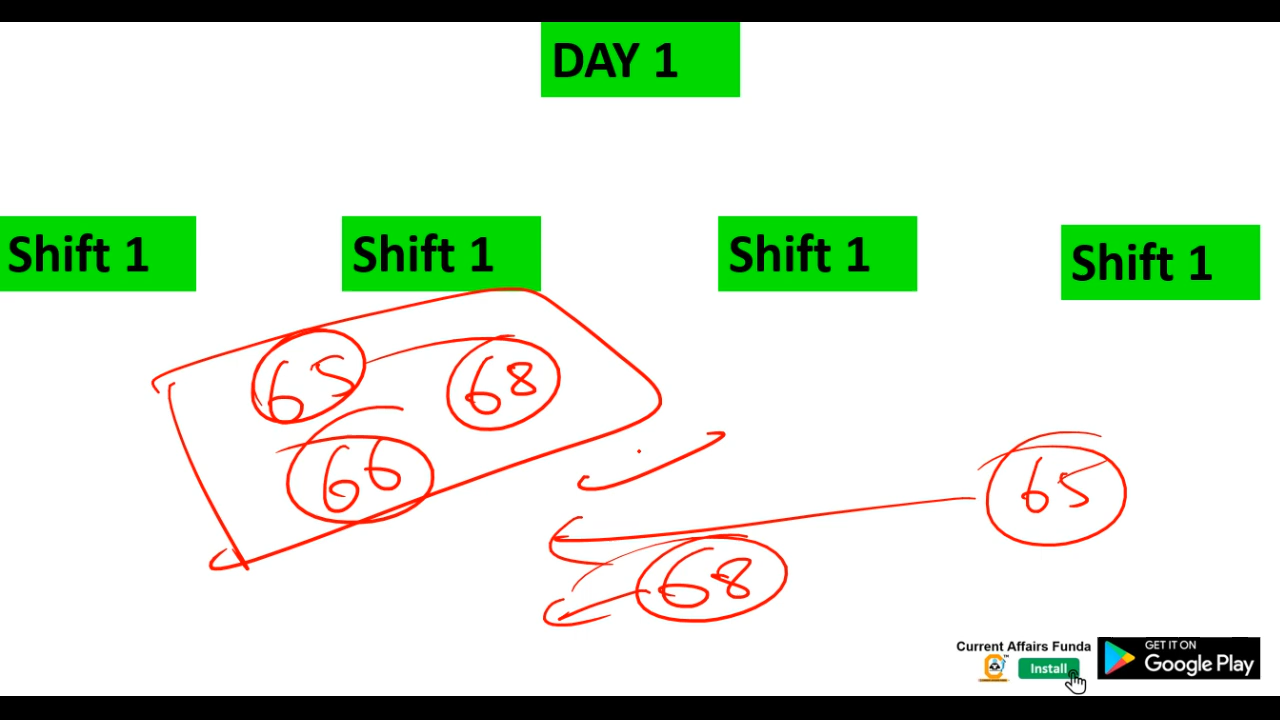 DAY 1
Shift 1 Shift 1 Shift 1 Shift 1
65 68
66
65
68
Current Affairs Funda
Install
GET IT ON
Google Play